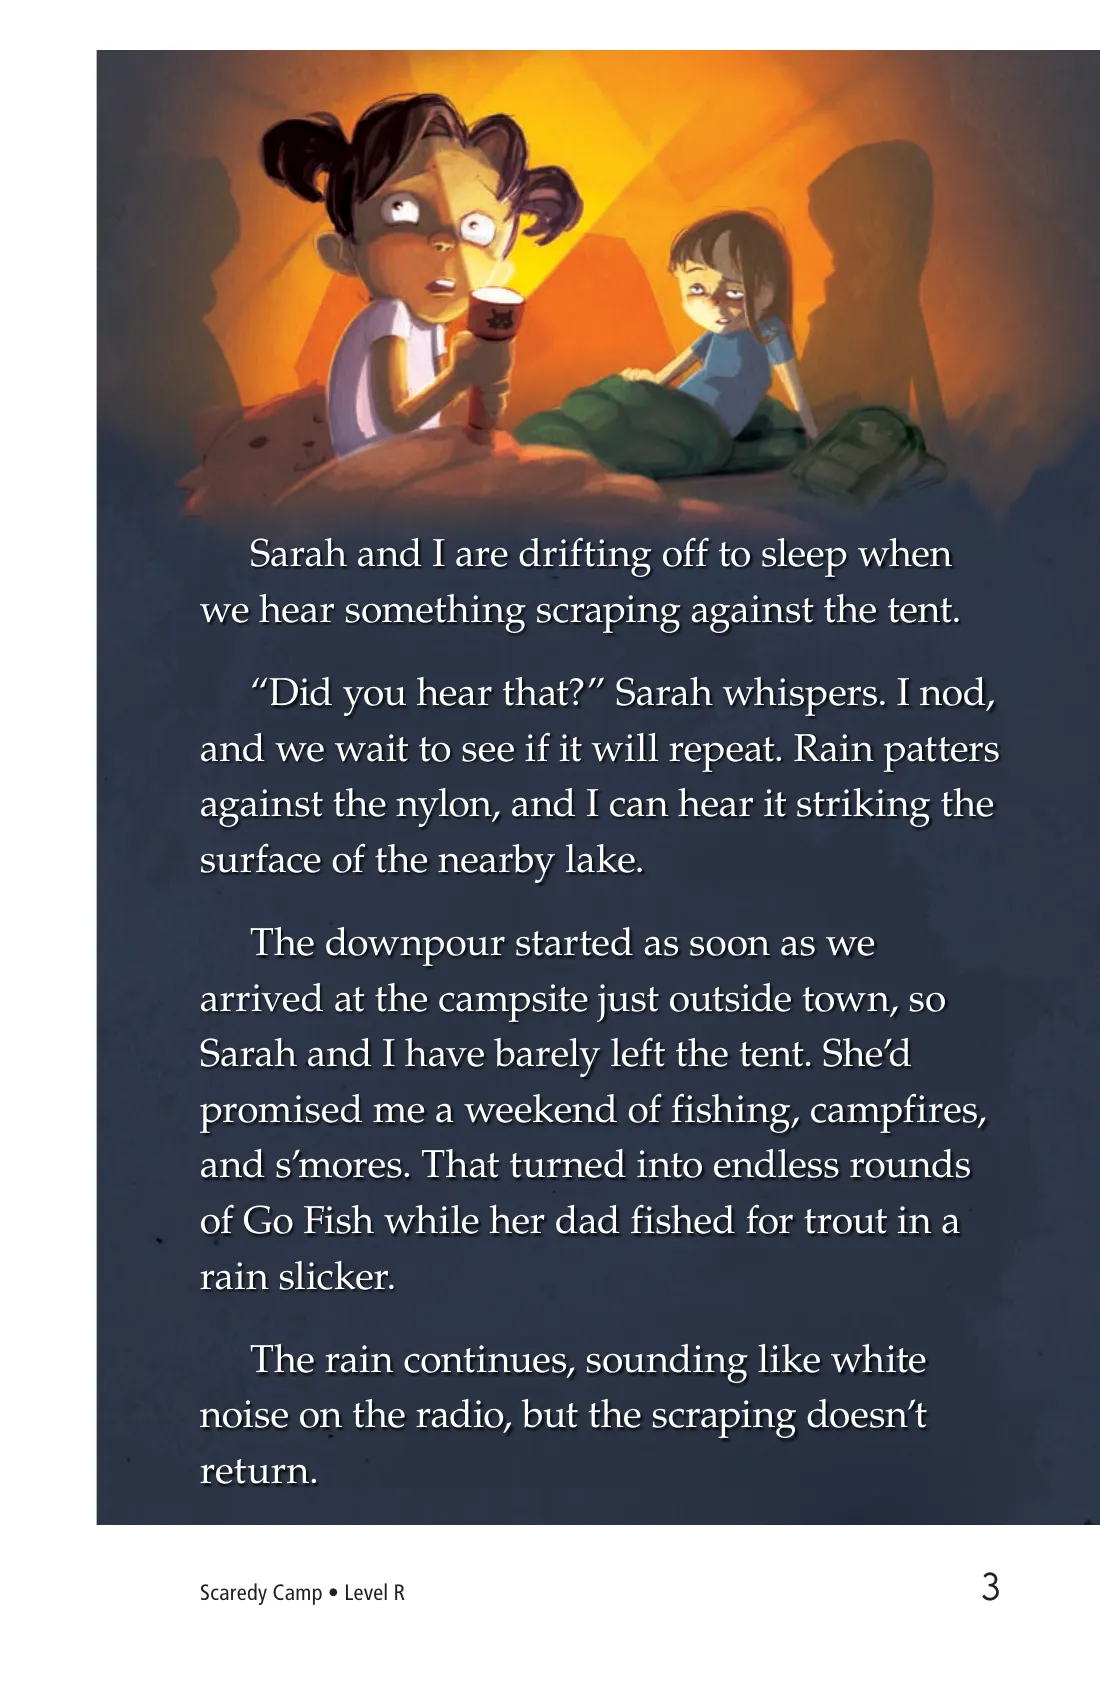 Sarah and I are drifting off to sleep when
we hear something scraping against the tent.
“Did you hear that?” Sarah whispers. I nod,
and we wait to see if it will repeat. Rain patters
against the nylon, and I can hear it striking the
surface of the nearby lake.
The downpour started as soon as we
arrived at the campsite just outside town, so
Sarah and I have barely left the tent. She’d
promised me a weekend of fishing, campfires,
and s’mores. That turned into endless rounds
of Go Fish while her dad fished for trout in a
rain slicker.
The rain continues, sounding like white
noise on the radio, but the scraping doesn’t
return.
Scaredy Camp • Level R
3